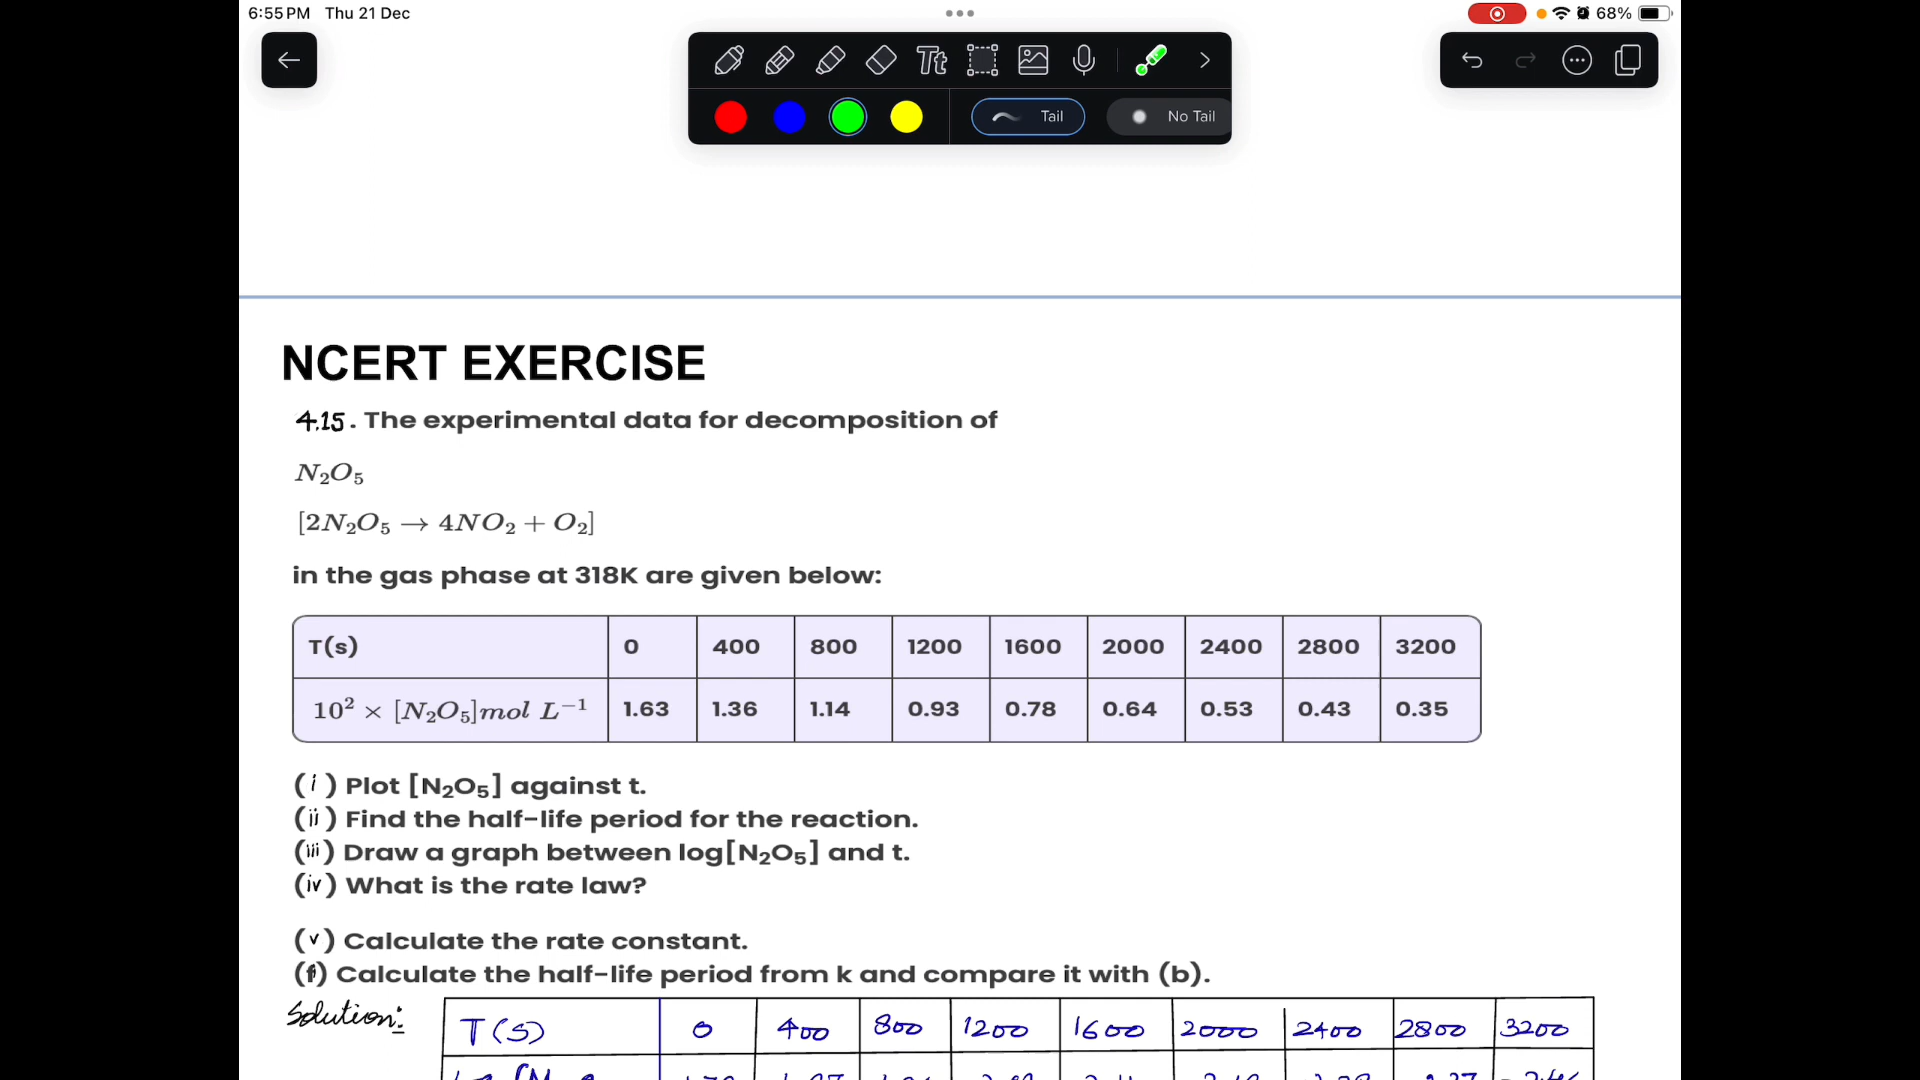 6:55 PM Thu 21 Dec
68%
Tt
Tail
No Tail
NCERT EXERCISE
4.15. The experimental data for decomposition of
N₂O₅
[2N₂O₅ → 4NO₂ + O₂]
in the gas phase at 318K are given below:
T(s) 0 400 800 1200 1600 2000 2400 2800 3200
10² × [N₂O₅]mol L⁻¹ 1.63 1.36 1.14 0.93 0.78 0.64 0.53 0.43 0.35
(i) Plot [N₂O₅] against t.
(ii) Find the half-life period for the reaction.
(iii) Draw a graph between log[N₂O₅] and t.
(iv) What is the rate law?
(v) Calculate the rate constant.
(f) Calculate the half-life period from k and compare it with (b).
Solution:
T(S) 0 400 800 1200 1600 2000 2400 2800 3200